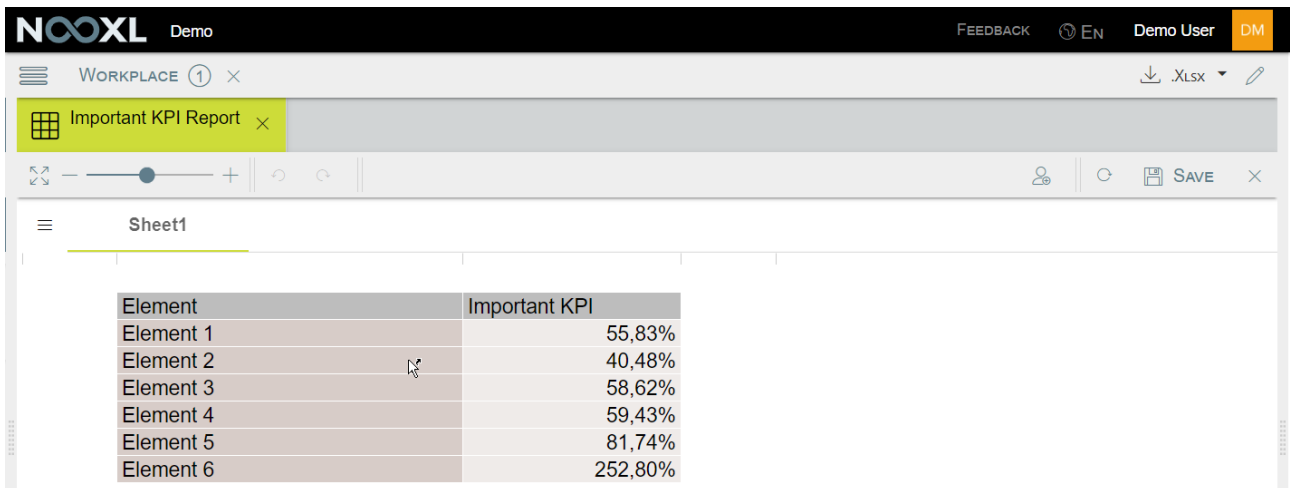 NOOXL Demo FEEDBACK EN Demo User DM
WORKPLACE 1 .XLSX
Important KPI Report
SAVE
Sheet1
Element Important KPI
Element 1 55,83%
Element 2 40,48%
Element 3 58,62%
Element 4 59,43%
Element 5 81,74%
Element 6 252,80%